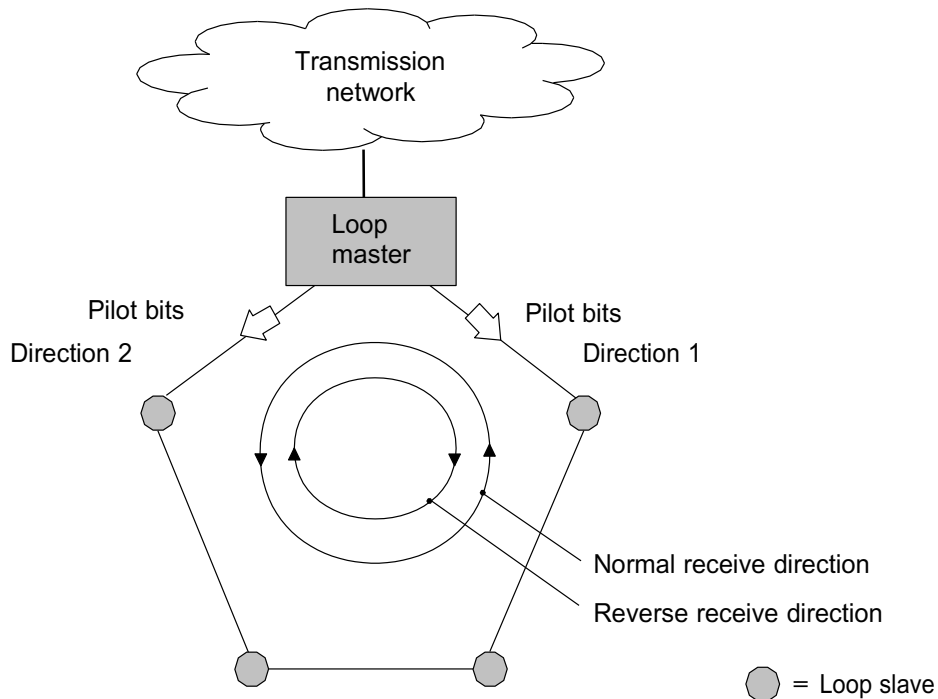 Transmission
network
Loop
master
Pilot bits
Direction 2
Pilot bits
Direction 1
Normal receive direction
Reverse receive direction
= Loop slave